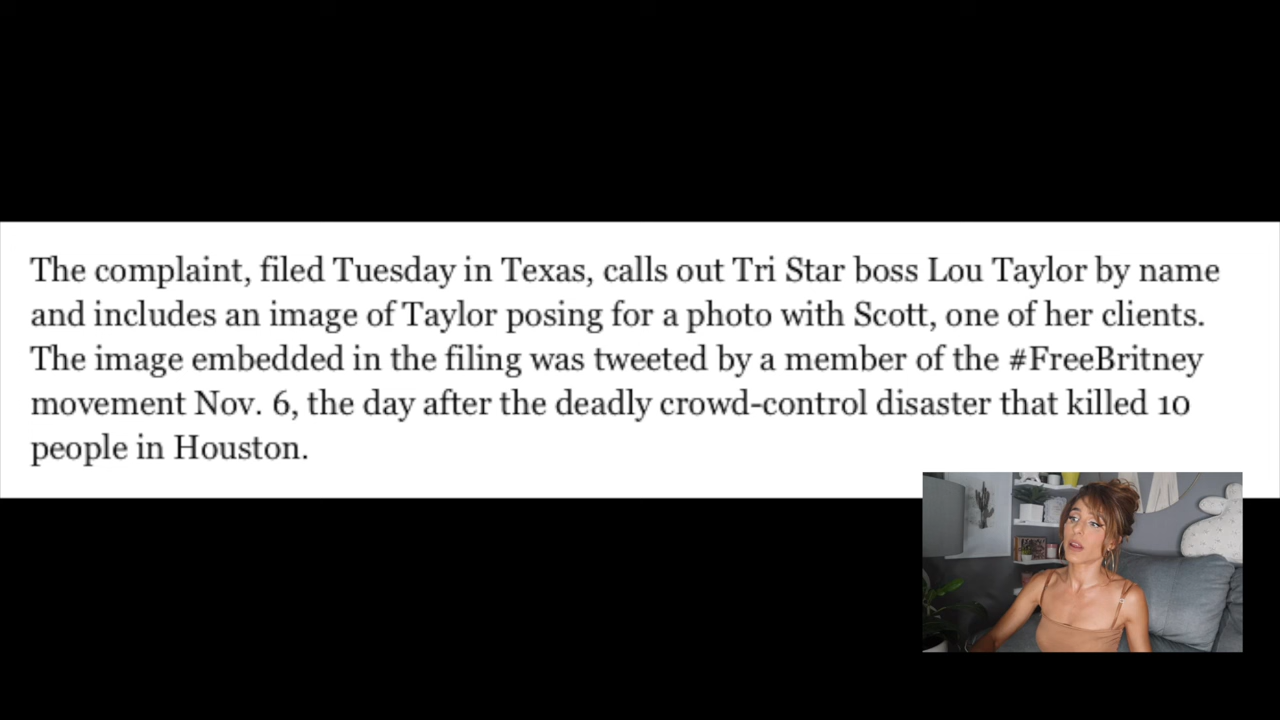 The complaint, filed Tuesday in Texas, calls out Tri Star boss Lou Taylor by name
and includes an image of Taylor posing for a photo with Scott, one of her clients.
The image embedded in the filing was tweeted by a member of the #FreeBritney
movement Nov. 6, the day after the deadly crowd-control disaster that killed 10
people in Houston.